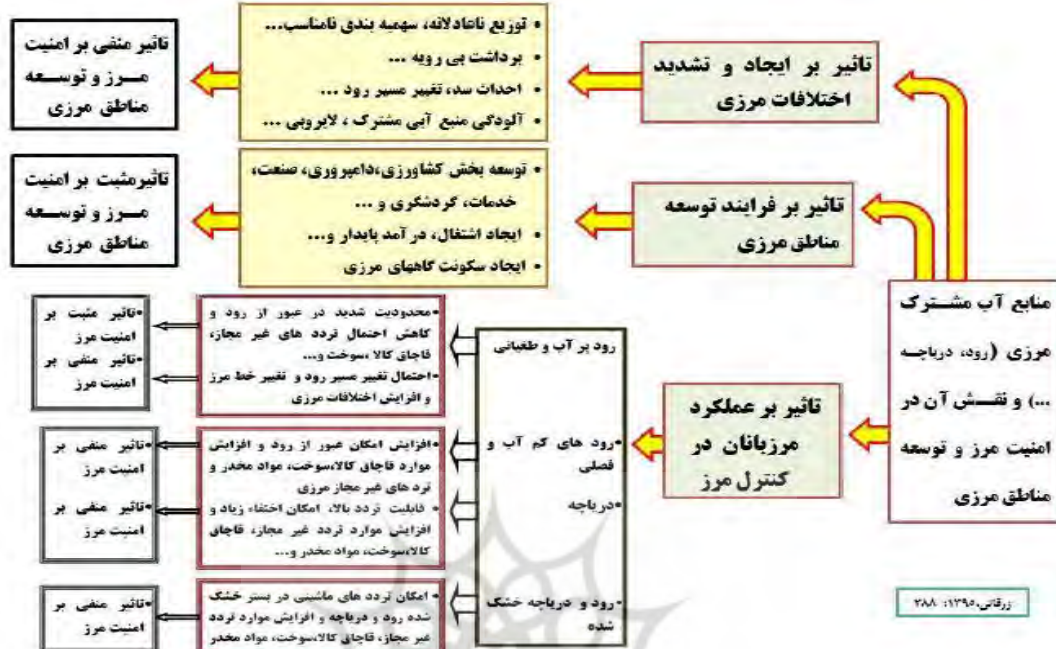 منابع آب مشترک
مرزی (رود، دریاچه
...) و نقش آن در
امنیت مرز و توسعه
مناطق مرزی
تاثیر بر ایجاد و تشدید
اختلافات مرزی
• توزیع ناعادلانه، سهمیه بندی نامناسب...
• برداشت بی رویه ...
• احداث سد، تغییر مسیر رود ...
• آلودگی منبع آبی مشترک ، لایروبی ...
تاثیر منفی بر امنیت
مرز و توسعه
مناطق مرزی
تاثیر بر فرایند توسعه
مناطق مرزی
• توسعه بخش کشاورزی،دامپروری، صنعت،
خدمات، گردشگری و ...
• ایجاد اشتغال، در آمد پایدار و...
• ایجاد سکونت گاههای مرزی
تاثیرمثبت بر امنیت
مرز و توسعه
مناطق مرزی
تاثیر بر عملکرد
مرزبانان در
کنترل مرز
رود پر آب و طغیانی
•رود های کم آب و
فصلی
•دریاچه
•رود و دریاچه خشک
شده
•محدودیت شدید در عبور از رود و
کاهش احتمال تردد های غیر مجاز،
قاچاق کالا ،سوخت و...
•احتمال تغییر مسیر رود و تغییر خط مرز
و افزایش اختلافات مرزی
•تاثیر مثبت بر
امنیت مرز
•تاثیر منفی بر
امنیت مرز
•افزایش امکان عبور از رود و افزایش
موارد قاچاق کالا،سوخت، مواد مخدر و
ترد های غیر مجاز مرزی
• قابلیت تردد بالا، امکان اختفاء زیاد و
افزایش موارد تردد غیر مجاز، قاچاق
کالا،سوخت، مواد مخدر و...
•تاثیر منفی بر
امنیت مرز
•تاثیر منفی بر
امنیت مرز
• امکان تردد های ماشینی در بستر خشک
شده رود و دریاچه و افزایش موارد تردد
غیر مجاز، قاچاق کالا،سوخت، مواد مخدر
•تاثیر منفی بر
امنیت مرز
زرقانی،۱۳۹۵: ۳۸۸